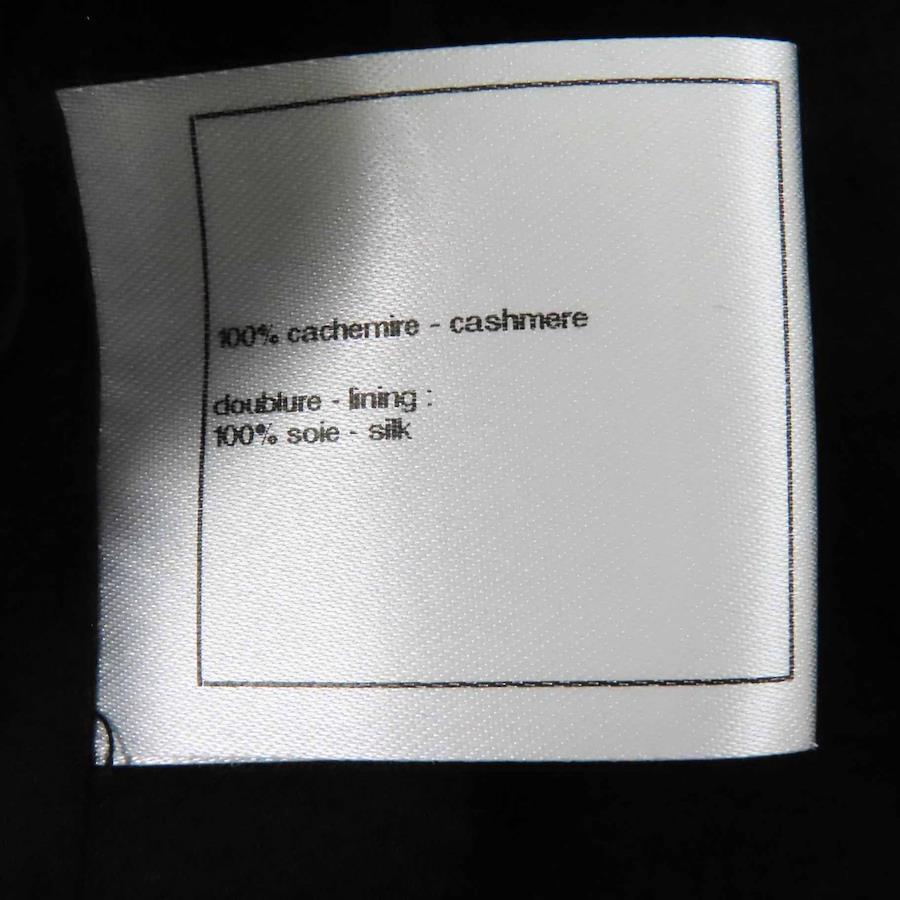 100% cachemire - cashmere
doublure - lining :
100% soie - silk